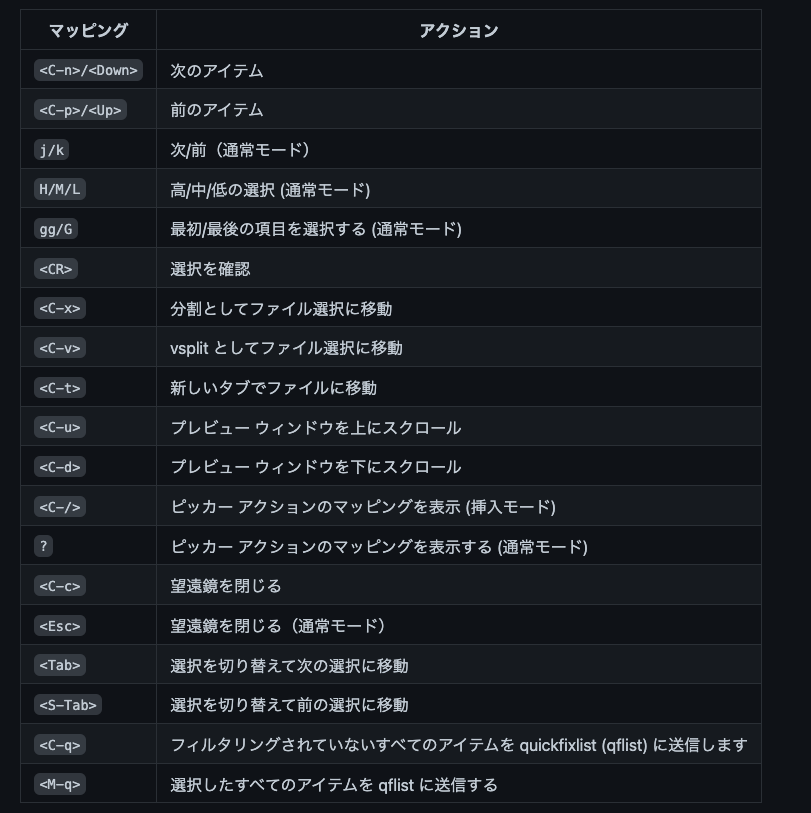 マッピング アクション
<C-n>/<Down> 次のアイテム
<C-p>/<Up> 前のアイテム
j/k 次/前（通常モード）
H/M/L 高/中/低の選択 (通常モード)
gg/G 最初/最後の項目を選択する (通常モード)
<CR> 選択を確認
<C-x> 分割としてファイル選択に移動
<C-v> vsplit としてファイル選択に移動
<C-t> 新しいタブでファイルに移動
<C-u> プレビュー ウィンドウを上にスクロール
<C-d> プレビュー ウィンドウを下にスクロール
<C-/> ピッカー アクションのマッピングを表示 (挿入モード)
? ピッカー アクションのマッピングを表示する (通常モード)
<C-c> 望遠鏡を閉じる
<Esc> 望遠鏡を閉じる（通常モード）
<Tab> 選択を切り替えて次の選択に移動
<S-Tab> 選択を切り替えて前の選択に移動
<C-q> フィルタリングされていないすべてのアイテムを quickfixlist (qflist) に送信します
<M-q> 選択したすべてのアイテムを qflist に送信する